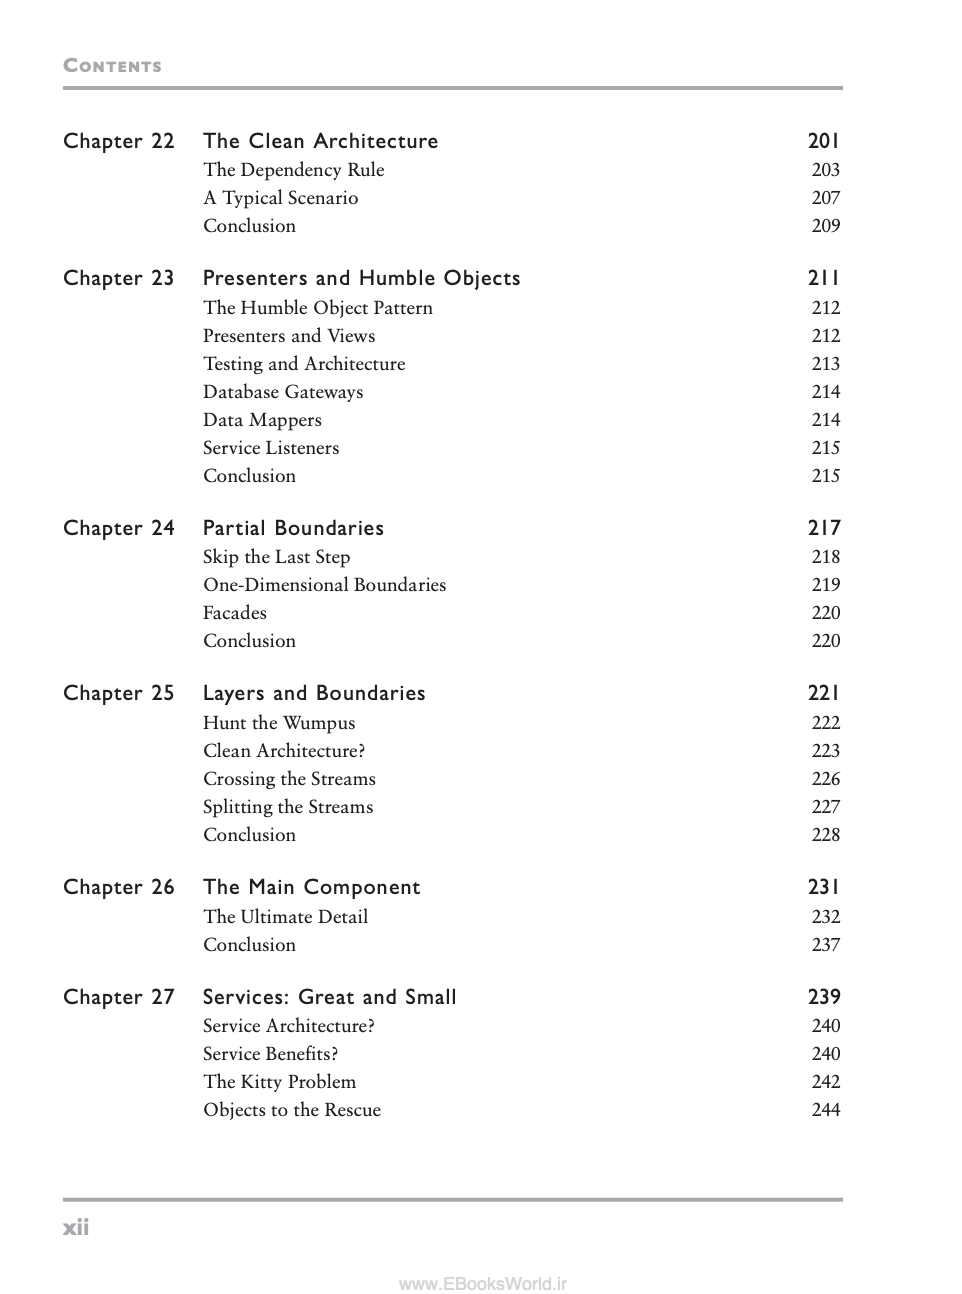 CONTENTS
Chapter 22 The Clean Architecture 201
The Dependency Rule 203
A Typical Scenario 207
Conclusion 209
Chapter 23 Presenters and Humble Objects 211
The Humble Object Pattern 212
Presenters and Views 212
Testing and Architecture 213
Database Gateways 214
Data Mappers 214
Service Listeners 215
Conclusion 215
Chapter 24 Partial Boundaries 217
Skip the Last Step 218
One-Dimensional Boundaries 219
Facades 220
Conclusion 220
Chapter 25 Layers and Boundaries 221
Hunt the Wumpus 222
Clean Architecture? 223
Crossing the Streams 226
Splitting the Streams 227
Conclusion 228
Chapter 26 The Main Component 231
The Ultimate Detail 232
Conclusion 237
Chapter 27 Services: Great and Small 239
Service Architecture? 240
Service Benefits? 240
The Kitty Problem 242
Objects to the Rescue 244
xii
www.EBooksWorld.ir